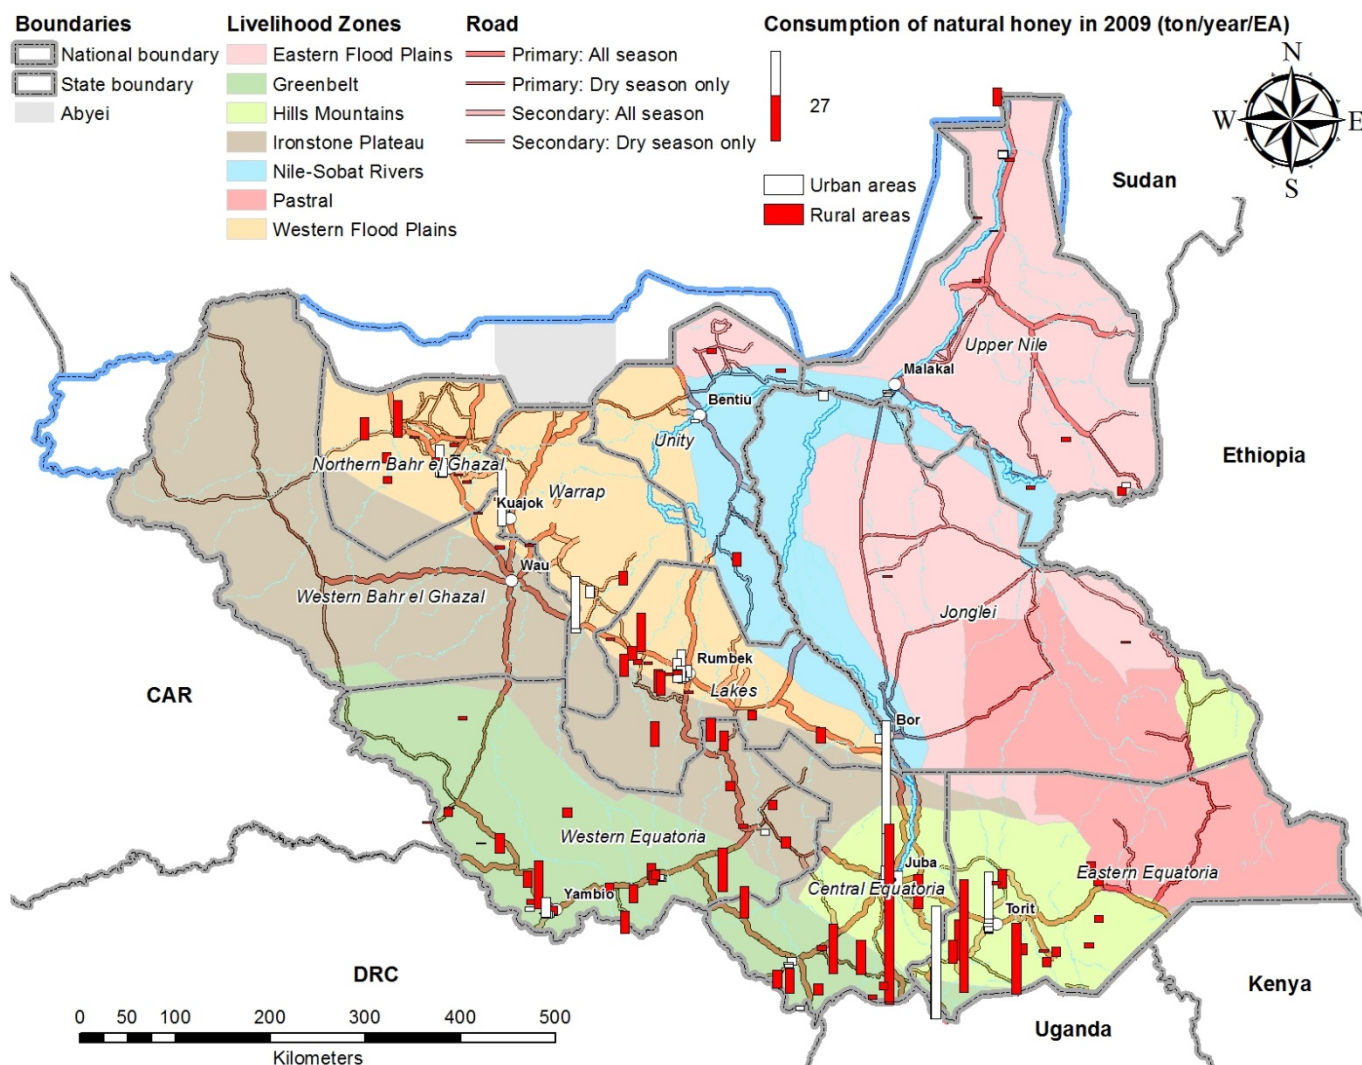 Boundaries
National boundary
State boundary
Abyei
Livelihood Zones
Eastern Flood Plains
Greenbelt
Hills Mountains
Ironstone Plateau
Nile-Sobat Rivers
Pastral
Western Flood Plains
Road
Primary: All season
Primary: Dry season only
Secondary: All season
Secondary: Dry season only
Consumption of natural honey in 2009 (ton/year/EA)
27
Urban areas
Rural areas
N
W E
S
Sudan
Upper Nile
Malakal
Bentiu
Unity
Ethiopia
Northern Bahr el Ghazal
Warrap
Kuajok
Wau
Western Bahr el Ghazal
Jonglei
Rumbek
Lakes
CAR
Bor
Western Equatoria
Juba
Central Equatoria
Eastern Equatoria
Yambio
Torit
DRC
Kenya
Uganda
0 50 100 200 300 400 500
Kilometers